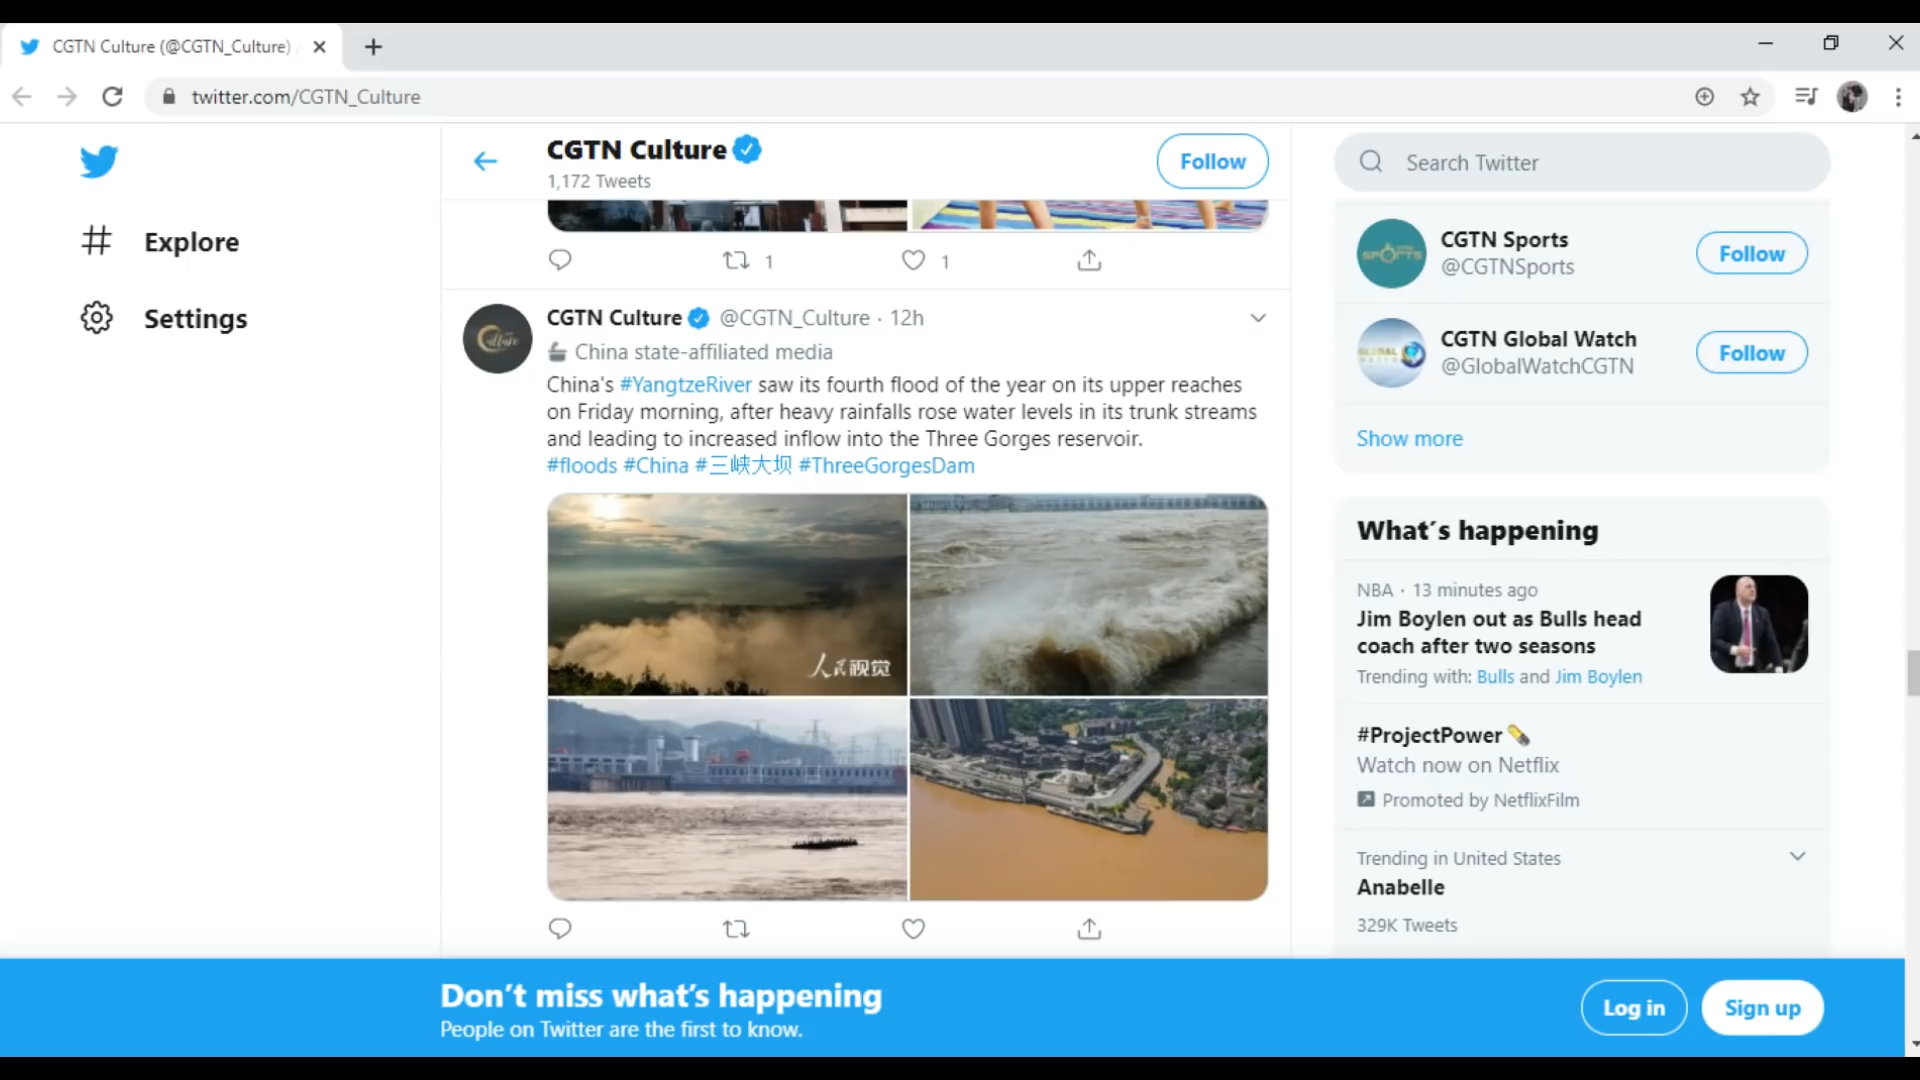 CGTN Culture (@CGTN_Culture)
twitter.com/CGTN_Culture
Explore
Settings
CGTN Culture
1,172 Tweets
Follow
1
1
CGTN Culture @CGTN_Culture · 12h
China state-affiliated media
China's #YangtzeRiver saw its fourth flood of the year on its upper reaches
on Friday morning, after heavy rainfalls rose water levels in its trunk streams
and leading to increased inflow into the Three Gorges reservoir.
#floods #China #三峡大坝 #ThreeGorgesDam
人民视觉
Search Twitter
SPORTS
CGTN Sports
@CGTNSports
Follow
CGTN Global Watch
@GlobalWatchCGTN
Follow
Show more
What's happening
NBA · 13 minutes ago
Jim Boylen out as Bulls head
coach after two seasons
Trending with: Bulls and Jim Boylen
#ProjectPower
Watch now on Netflix
Promoted by NetflixFilm
Trending in United States
Anabelle
329K Tweets
Don't miss what's happening
People on Twitter are the first to know.
Log in
Sign up